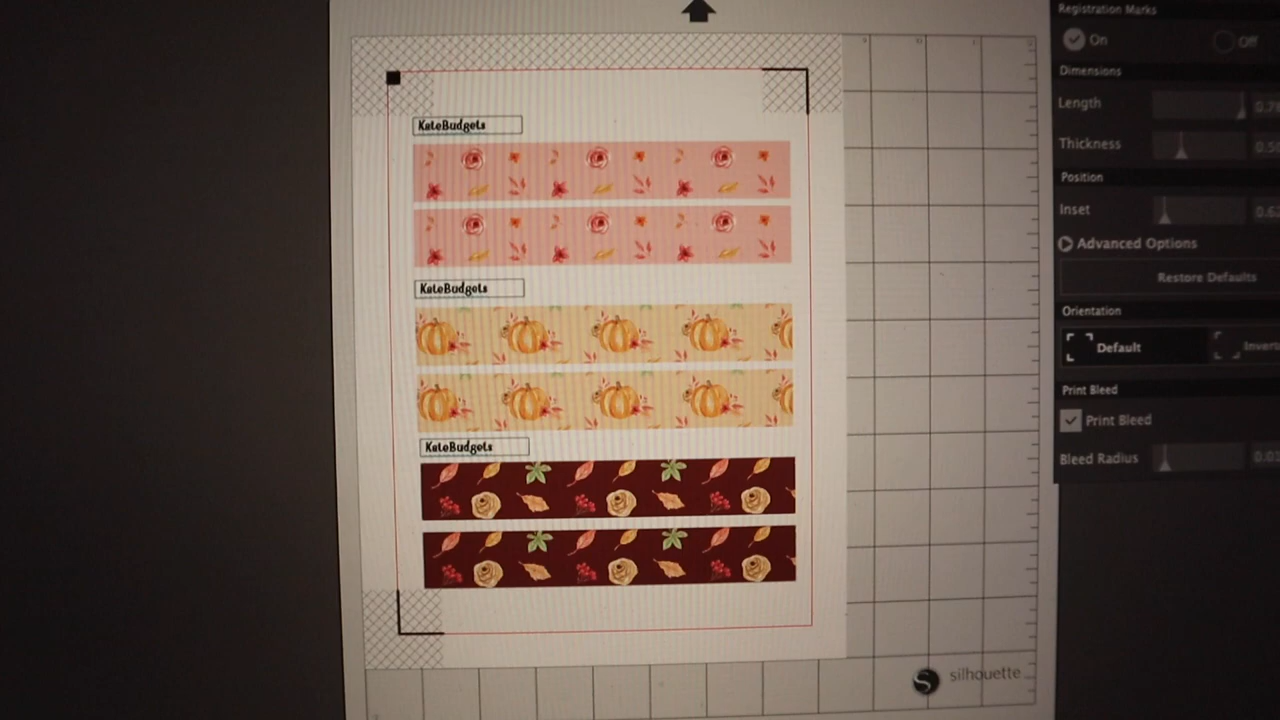 Registration Marks
On Off
Dimensions
Length
Thickness
Position
Inset
Advanced Options
Restore Defaults
Orientation
Default
Print Bleed
Print Bleed
Bleed Radius
KateBudgets
KateBudgets
KateBudgets
silhouette